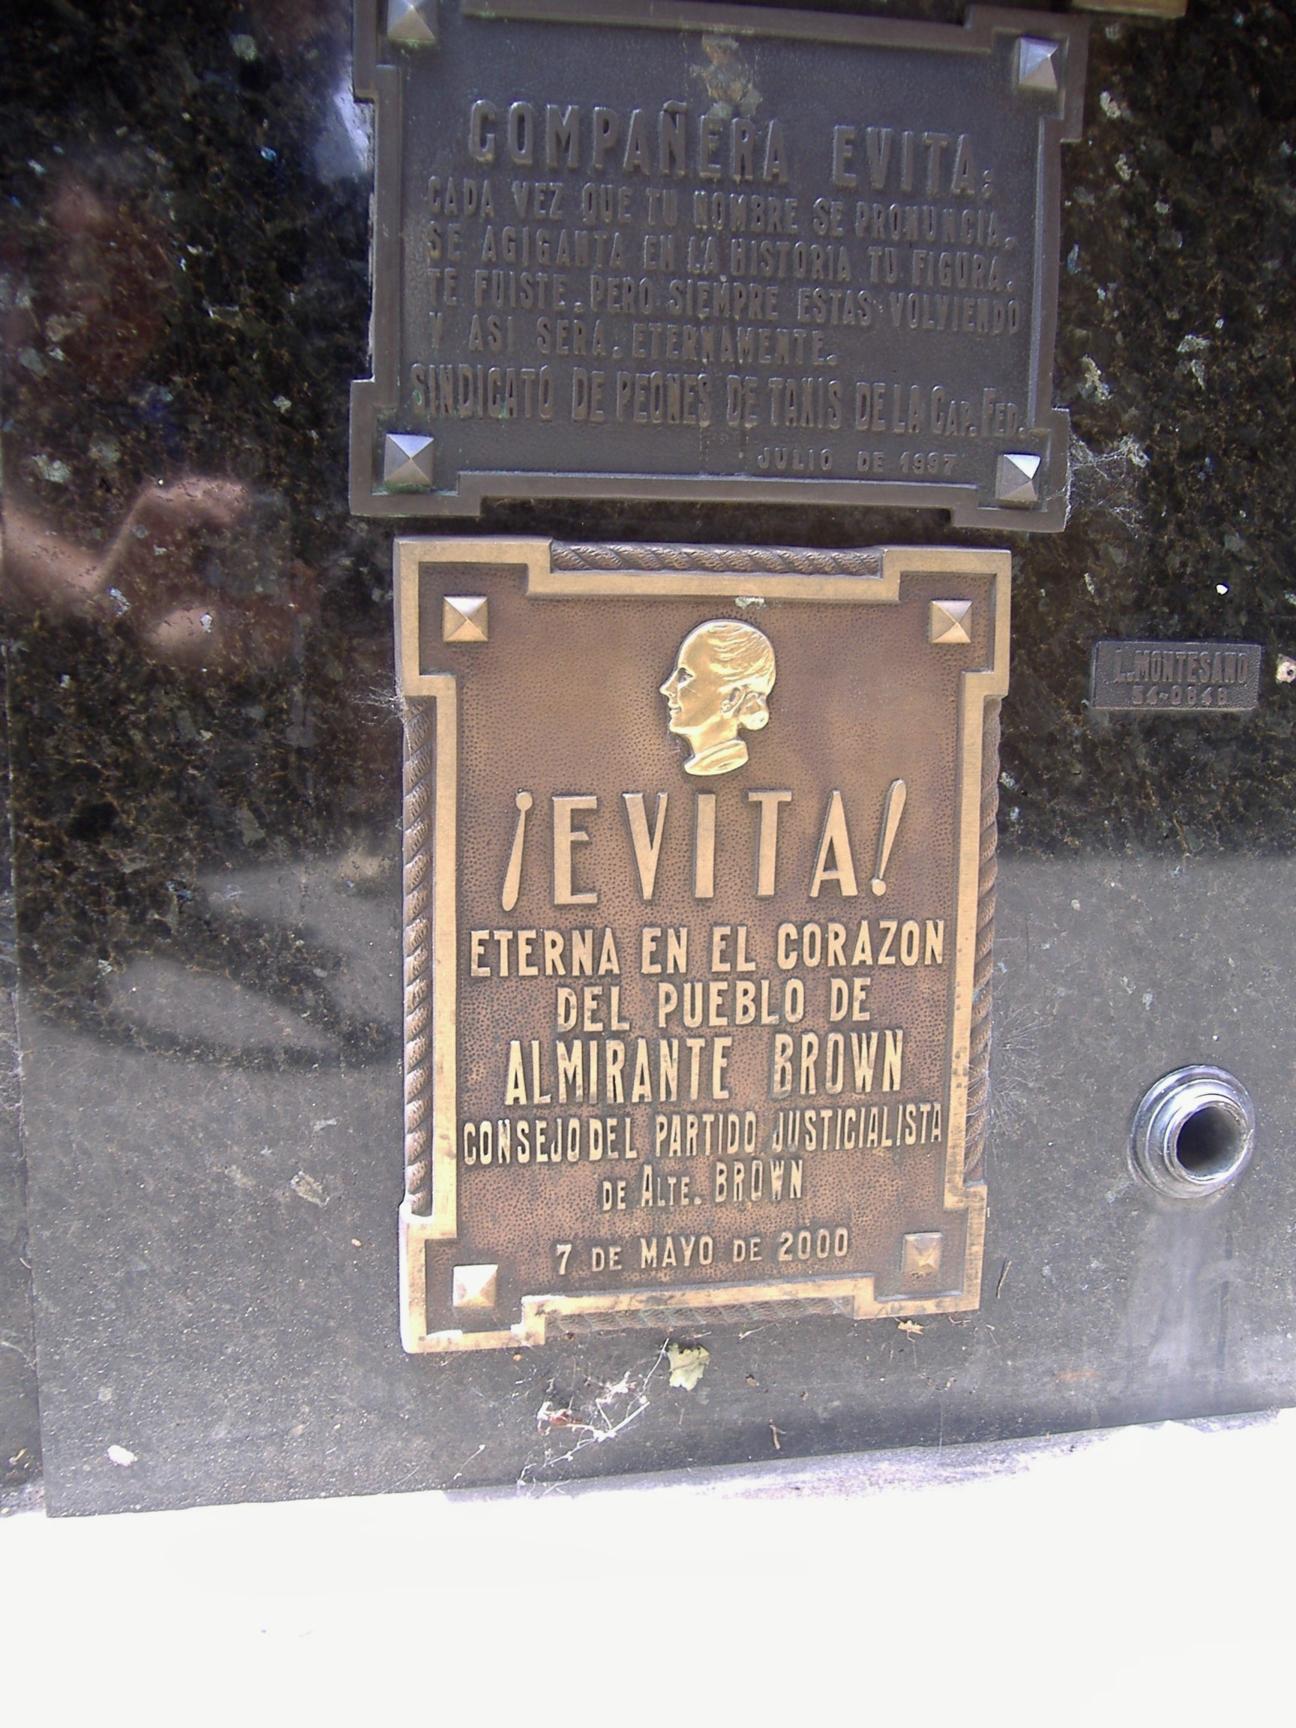 COMPAÑERA EVITA:
CADA VEZ QUE TU NOMBRE SE PRONUNCIA.
SE AGIGANTA EN LA HISTORIA TU FIGURA.
TE FUISTE. PERO SIEMPRE ESTAS VOLVIENDO
Y ASI SERA. ETERNAMENTE.
SINDICATO DE PEONES DE TAXIS DE LA CAP. FED.
JULIO DE 1997
L. MONTESANO
¡EVITA!
ETERNA EN EL CORAZON
DEL PUEBLO DE
ALMIRANTE BROWN
CONSEJO DEL PARTIDO JUSTICIALISTA
DE ALTE. BROWN
7 DE MAYO DE 2000